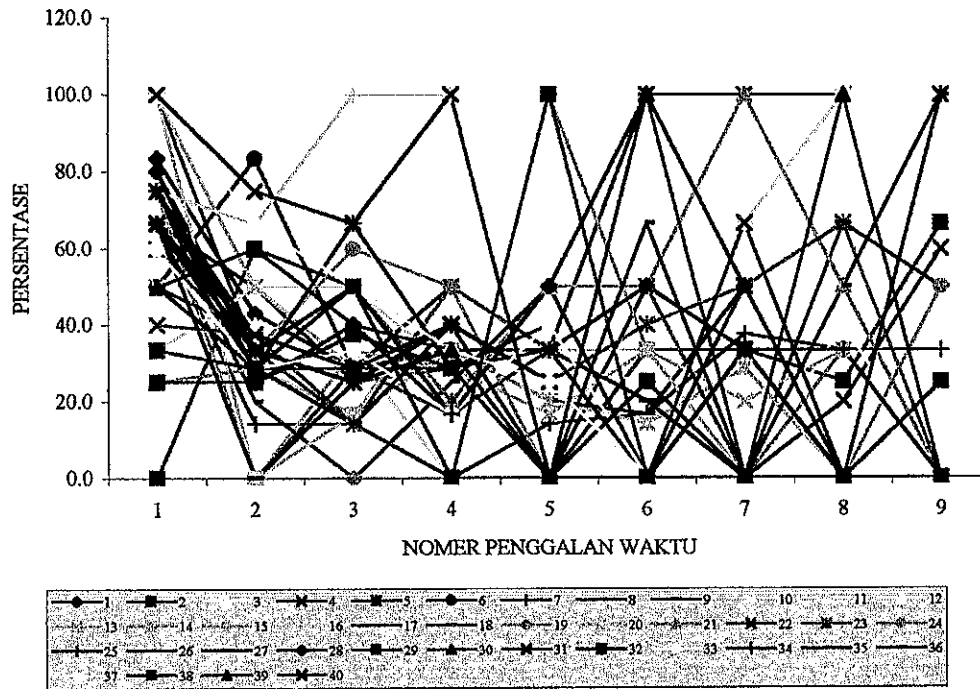 120.0
100.0
80.0
60.0
40.0
20.0
0.0
PERSENTASE
1 2 3 4 5 6 7 8 9
NOMER PENGGALAN WAKTU
1 2 3 4 5 6 7 8 9 10 11 12
13 14 15 16 17 18 19 20 21 22 23 24
25 26 27 28 29 30 31 32 33 34 35 36
37 38 39 40